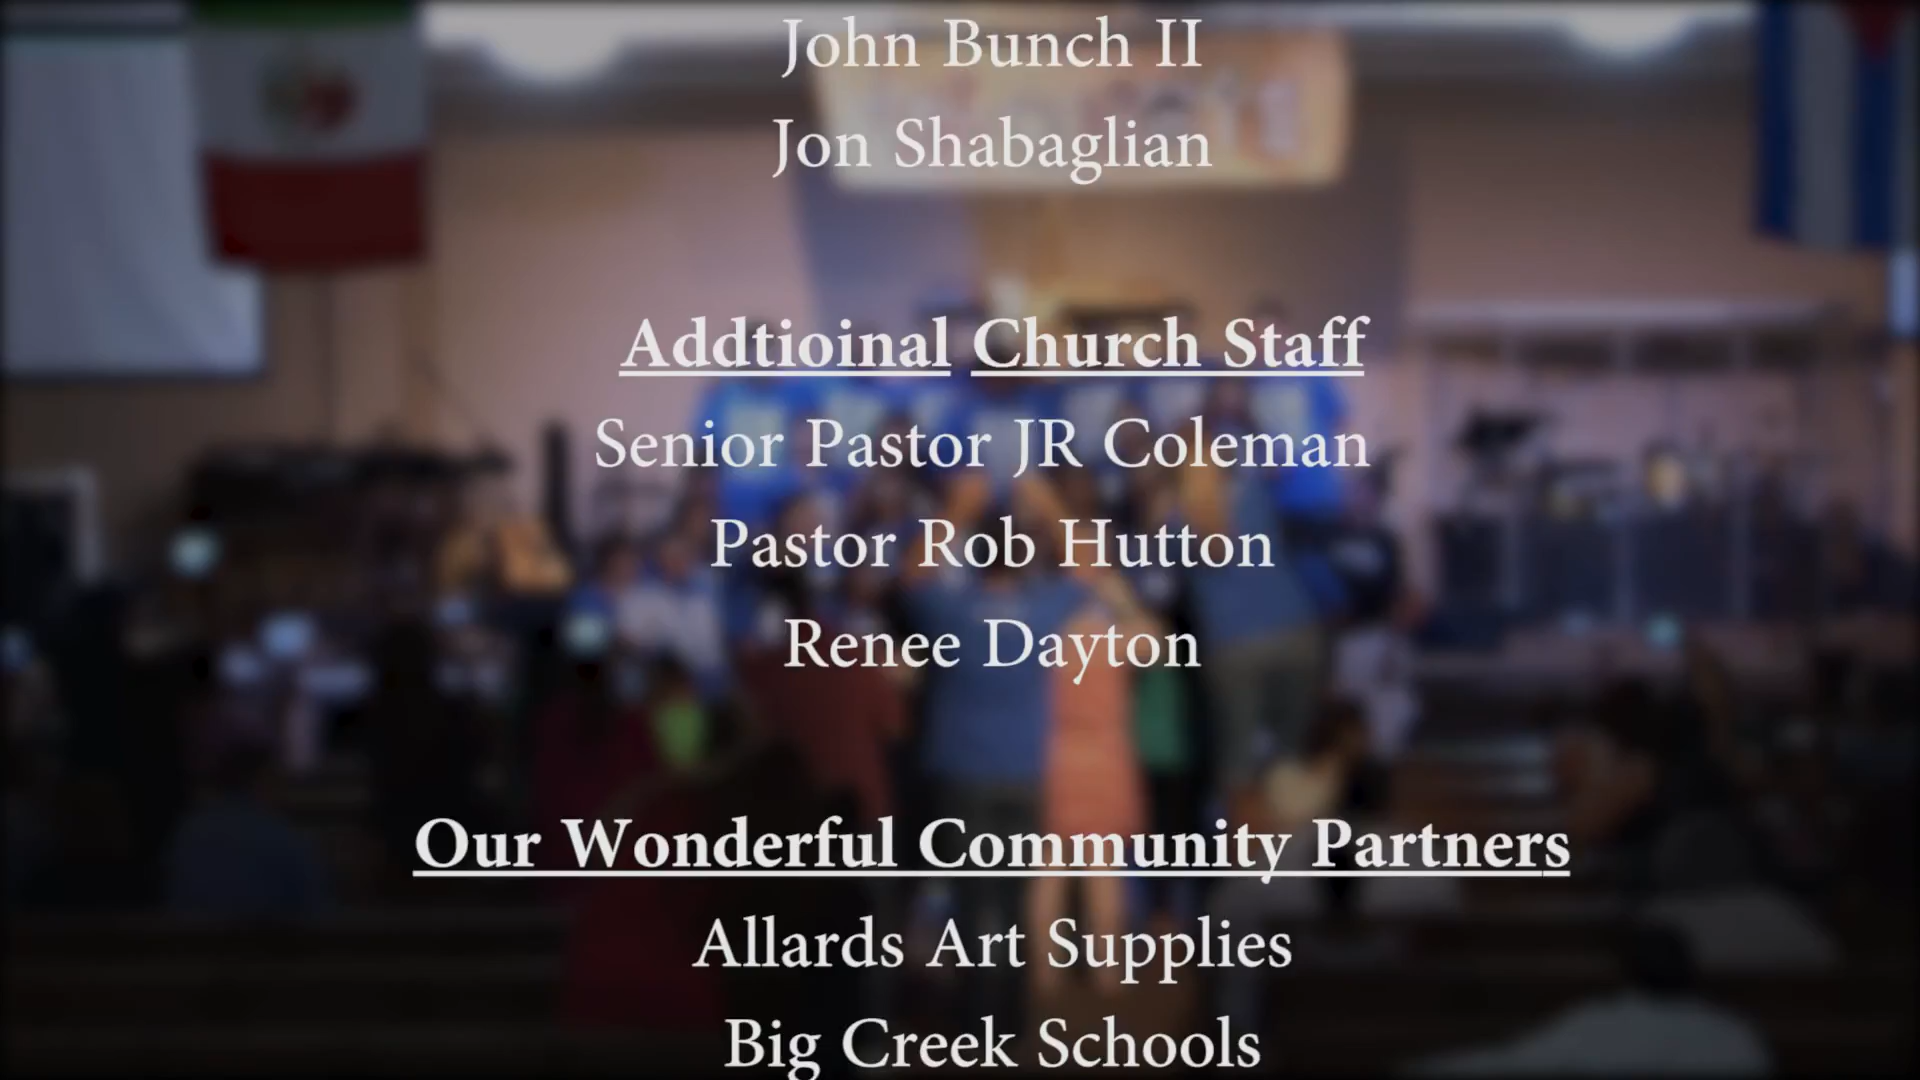 John Bunch II
Jon Shabaglian
Addtioinal Church Staff
Senior Pastor JR Coleman
Pastor Rob Hutton
Renee Dayton
Our Wonderful Community Partners
Allards Art Supplies
Big Creek Schools